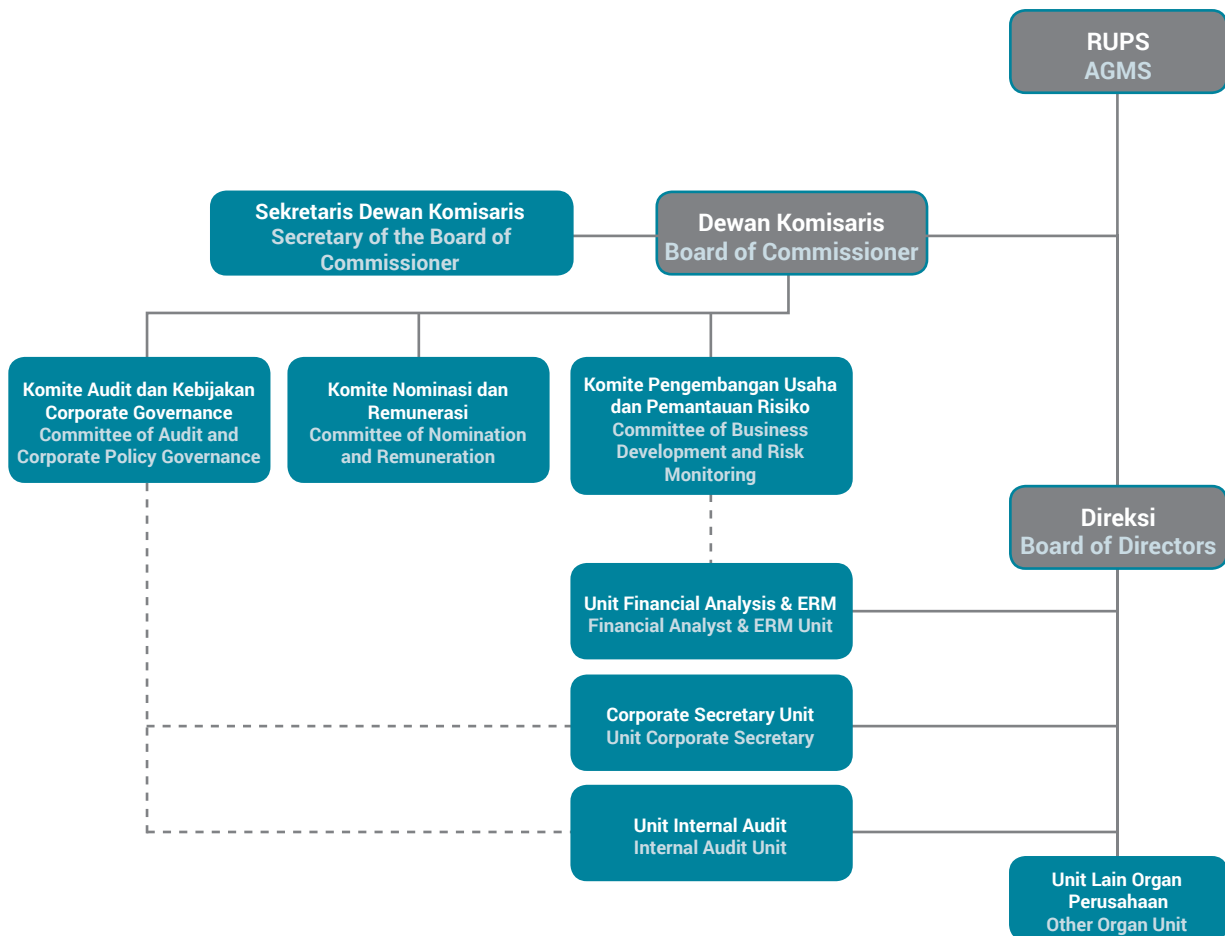 RUPS
AGMS
Sekretaris Dewan Komisaris
Secretary of the Board of
Commissioner
Dewan Komisaris
Board of Commissioner
Komite Audit dan Kebijakan
Corporate Governance
Committee of Audit and
Corporate Policy Governance
Komite Nominasi dan
Remunerasi
Committee of Nomination
and Remuneration
Komite Pengembangan Usaha
dan Pemantauan Risiko
Committee of Business
Development and Risk
Monitoring
Direksi
Board of Directors
Unit Financial Analysis & ERM
Financial Analyst & ERM Unit
Corporate Secretary Unit
Unit Corporate Secretary
Unit Internal Audit
Internal Audit Unit
Unit Lain Organ
Perusahaan
Other Organ Unit